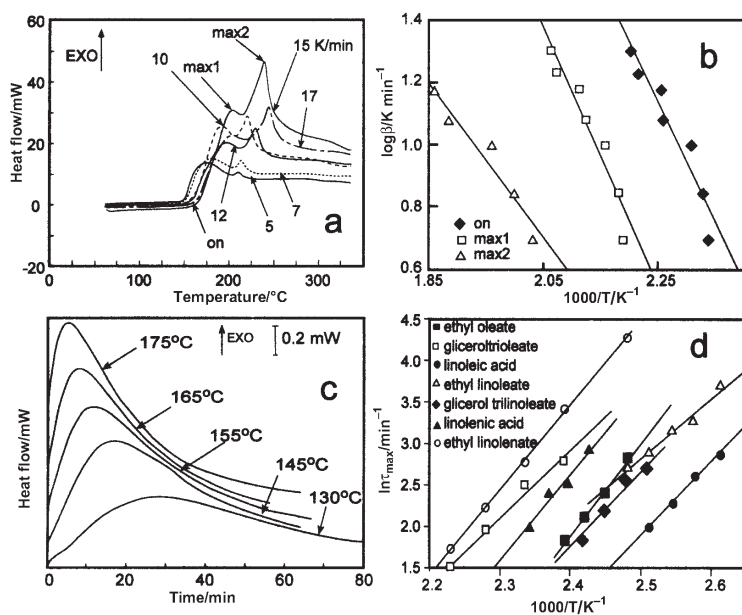 60
40
20
0
-20
Heat flow/mW
EXO
max2
max1
10
15 K/min
17
12
on
5
7
a
0
50
100
150
200
250
300
Temperature/°C
1.4
1.2
1.0
0.8
0.6
logβ/K min⁻¹
b
on
max1
max2
2.05
2.25
1000/T/K⁻¹
Heat flow/mW
EXO
0.2 mW
c
175°C
165°C
155°C
145°C
130°C
0
20
40
60
80
Time/min
4.5
4.0
3.5
3.0
2.5
2.0
1.5
lnτmax/min⁻¹
d
ethyl oleate
gliceroltrioleate
linoleic acid
ethyl linoleate
glicerol trilinoleate
linolenic acid
ethyl linolenate
2.2
2.3
2.4
2.5
2.6
1000/T/K⁻¹